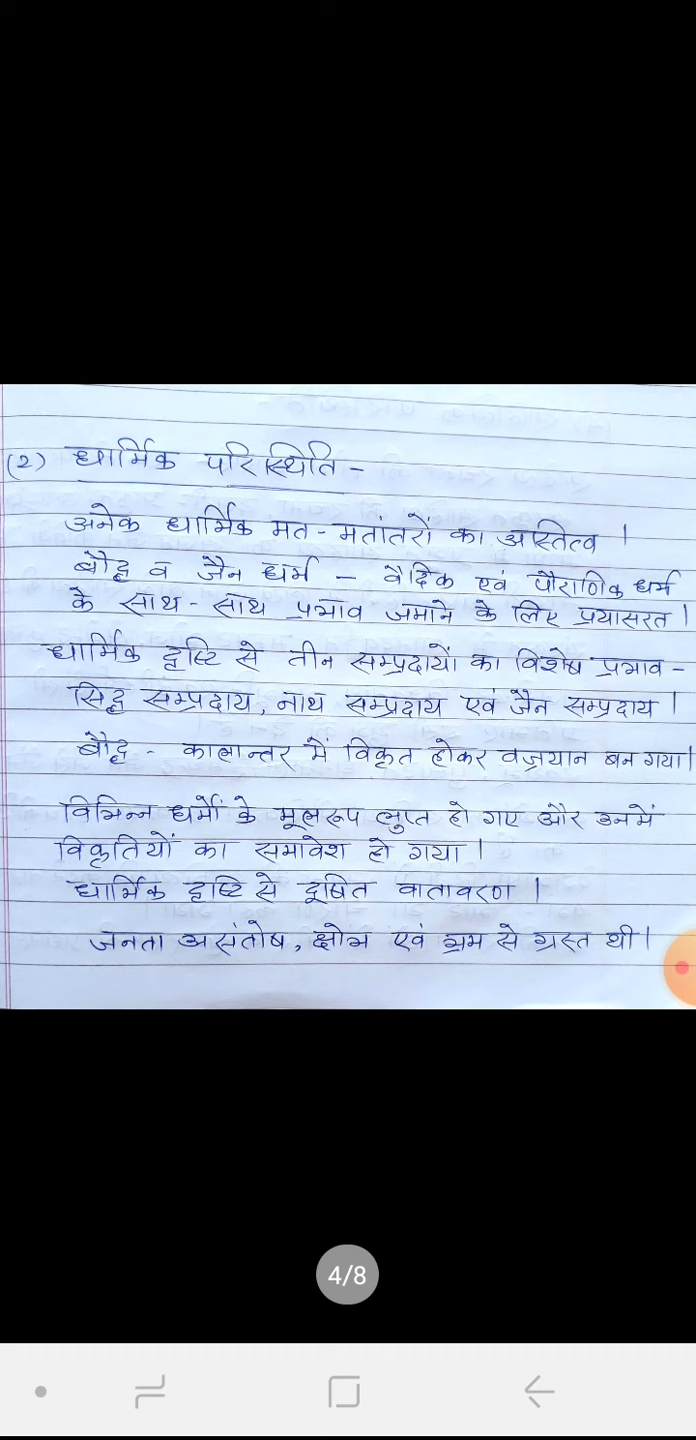 (2) धार्मिक परिस्थिति -
अनेक धार्मिक मत - मतांतरों का अस्तित्व ।
बौद्ध व जैन धर्म - वैदिक एवं पौराणिक धर्म
के साथ - साथ प्रभाव जमाने के लिए प्रयासरत ।
धार्मिक दृष्टि से तीन सम्प्रदायों का विशेष प्रभाव -
सिद्ध सम्प्रदाय, नाथ सम्प्रदाय एवं जैन सम्प्रदाय ।
बौद्ध - कालान्तर में विकृत होकर वज्रयान बन गया।
विभिन्न धर्मों के मूलरूप लुप्त हो गए और उनमें
विकृतियों का समावेश हो गया ।
धार्मिक दृष्टि से दूषित वातावरण ।
जनता असंतोष, क्षोभ एवं भ्रम से ग्रस्त थी।
4/8